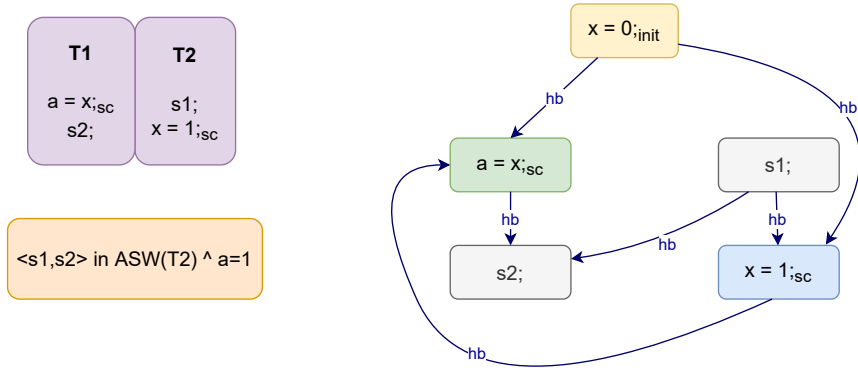 T1
a = x;sc
s2;
T2
s1;
x = 1;sc
<s1,s2> in ASW(T2) ^ a=1
x = 0;init
hb
hb
a = x;sc
s1;
hb
hb
hb
s2;
x = 1;sc
hb